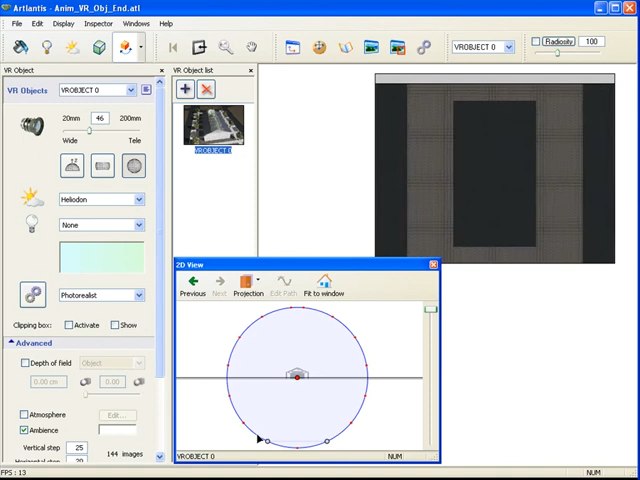 Artlantis - Anim_VR_Obj_End.atl
File Display Inspector Windows ?
VROBJECT 0
Radiosity 100
VR Object
VR Object list
VR Objects VROBJECT 0
VROBJECT 0
20mm 46 200mm
Wide Tele
Heliodon
None
Photorealist
Clipping box: Activate Show
Advanced
Depth of field Object
0.00 cm 0.00
Atmosphere Edit...
Ambience
Vertical step 25
144 images
FPS : 13
2D View
Previous Next Projection Edit Path Fit to window
VROBJECT 0 NUM
NUM